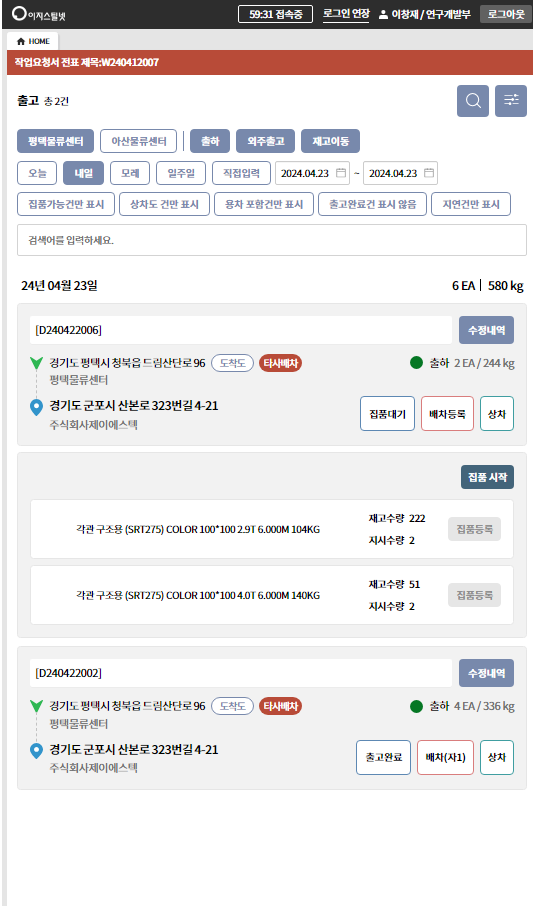 이지스틸넷 59:31 접속중 로그인 연장 이창재 / 연구개발부 로그아웃
HOME
작업요청서 전표 제목:W240412007
출고 총 2건
평택물류센터 아산물류센터 출하 외주출고 재고이동
오늘 내일 모레 일주일 직접입력 2024.04.23 ~ 2024.04.23
집품가능건만 표시 상차도 건만 표시 용차 포함건만 표시 출고완료건 표시 않음 지연건만 표시
검색어를 입력하세요.
24년 04월 23일 6 EA | 580 kg
[D240422006] 수정내역
경기도 평택시 청북읍 드림산단로 96 도착도 타사배차 출하 2 EA / 244 kg
평택물류센터
경기도 군포시 산본로 323번길 4-21 집품대기 배차등록 상차
주식회사제이에스텍
집품 시작
각관 구조용 (SRT275) COLOR 100*100 2.9T 6.000M 104KG 재고수량 222 집품등록
지시수량 2
각관 구조용 (SRT275) COLOR 100*100 4.0T 6.000M 140KG 재고수량 51 집품등록
지시수량 2
[D240422002] 수정내역
경기도 평택시 청북읍 드림산단로 96 도착도 타사배차 출하 4 EA / 336 kg
평택물류센터
경기도 군포시 산본로 323번길 4-21 출고완료 배차(자1) 상차
주식회사제이에스텍